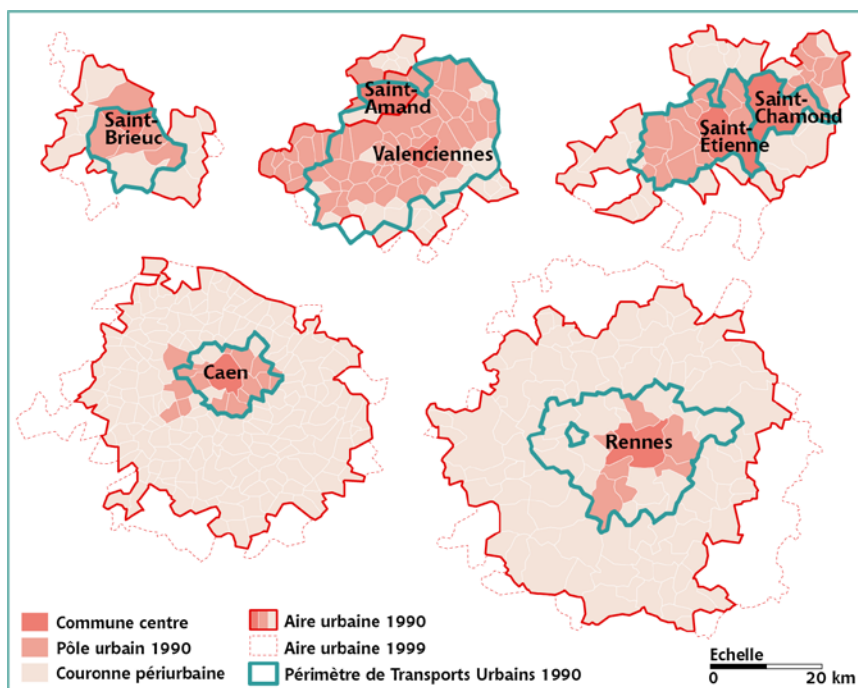 Saint-
Brieuc
Saint-
Amand
Valenciennes
Saint-
Chamond
Saint-
Etienne
Caen
Rennes
Commune centre
Pôle urbain 1990
Couronne périurbaine
Aire urbaine 1990
Aire urbaine 1999
Périmètre de Transports Urbains 1990
Echelle
0 20 km